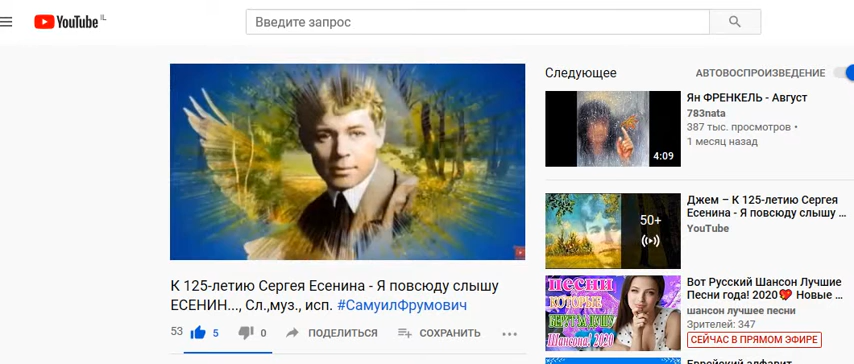 YouTube IL
Введите запрос
К 125-летию Сергея Есенина - Я повсюду слышу
ЕСЕНИН..., Сл.,муз., исп. #СамуилФрумович
53 5 0 ПОДЕЛИТЬСЯ СОХРАНИТЬ
Следующее АВТОВОСПРОИЗВЕДЕНИЕ
4:09
Ян ФРЕНКЕЛЬ - Август
783nata
387 тыс. просмотров •
1 месяц назад
50+
Джем – К 125-летию Сергея
Есенина - Я повсюду слышу ...
YouTube
песни
КОТОРЫЕ
Шансона! 2020
Вот Русский Шансон Лучшие
Песни года! 2020💖 Новые ...
шансон лучшее песни
Зрителей: 347
СЕЙЧАС В ПРЯМОМ ЭФИРЕ
Еврейский алфавит